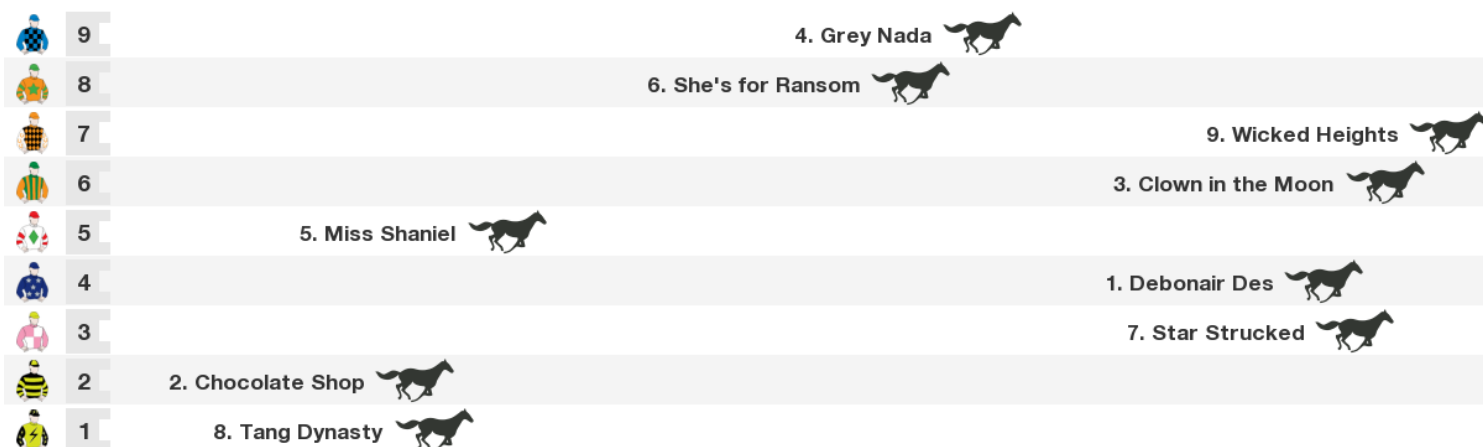 9 4. Grey Nada
8 6. She's for Ransom
7 9. Wicked Heights
6 3. Clown in the Moon
5 5. Miss Shaniel
4 1. Debonair Des
3 7. Star Strucked
2 2. Chocolate Shop
1 8. Tang Dynasty